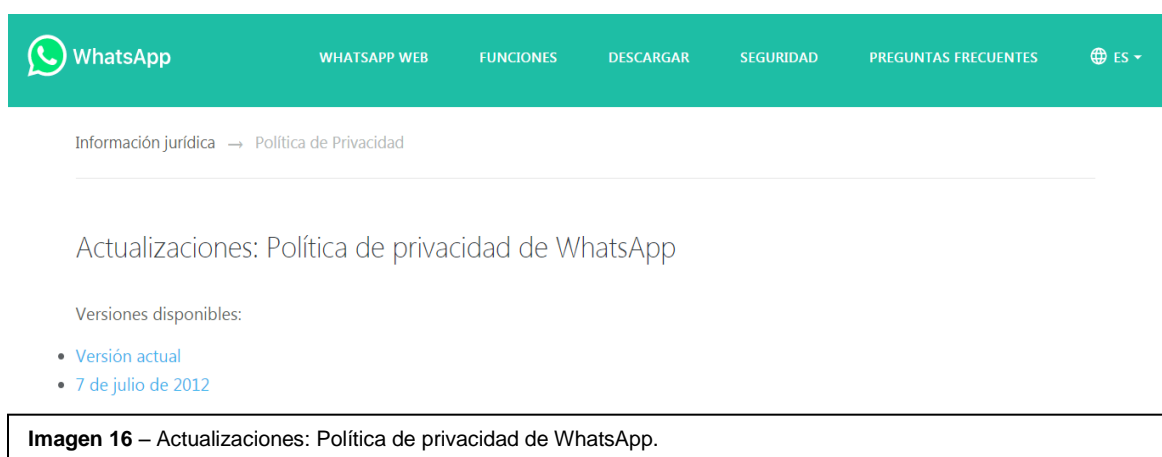 WhatsApp WHATSAPP WEB FUNCIONES DESCARGAR SEGURIDAD PREGUNTAS FRECUENTES ES
Información jurídica → Política de Privacidad
Actualizaciones: Política de privacidad de WhatsApp
Versiones disponibles:
• Versión actual
• 7 de julio de 2012
Imagen 16 – Actualizaciones: Política de privacidad de WhatsApp.